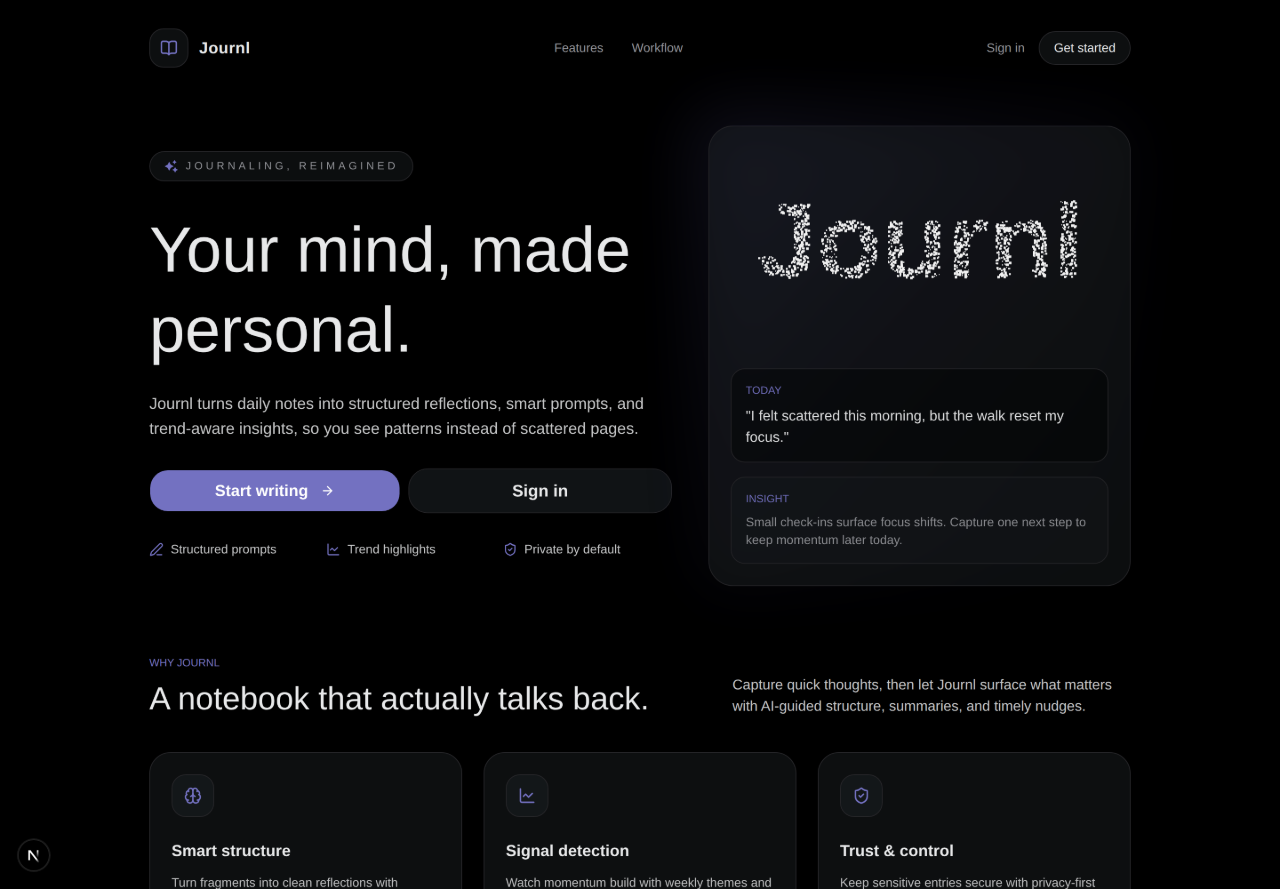 Journl
Features
Workflow
Sign in
Get started
JOURNALING, REIMAGINED
Your mind, made
personal.
Journl turns daily notes into structured reflections, smart prompts, and
trend-aware insights, so you see patterns instead of scattered pages.
Start writing
Sign in
Structured prompts
Trend highlights
Private by default
Journl
TODAY
"I felt scattered this morning, but the walk reset my
focus."
INSIGHT
Small check-ins surface focus shifts. Capture one next step to
keep momentum later today.
WHY JOURNL
A notebook that actually talks back.
Capture quick thoughts, then let Journl surface what matters
with AI-guided structure, summaries, and timely nudges.
Smart structure
Turn fragments into clean reflections with
Signal detection
Watch momentum build with weekly themes and
Trust & control
Keep sensitive entries secure with privacy-first
N